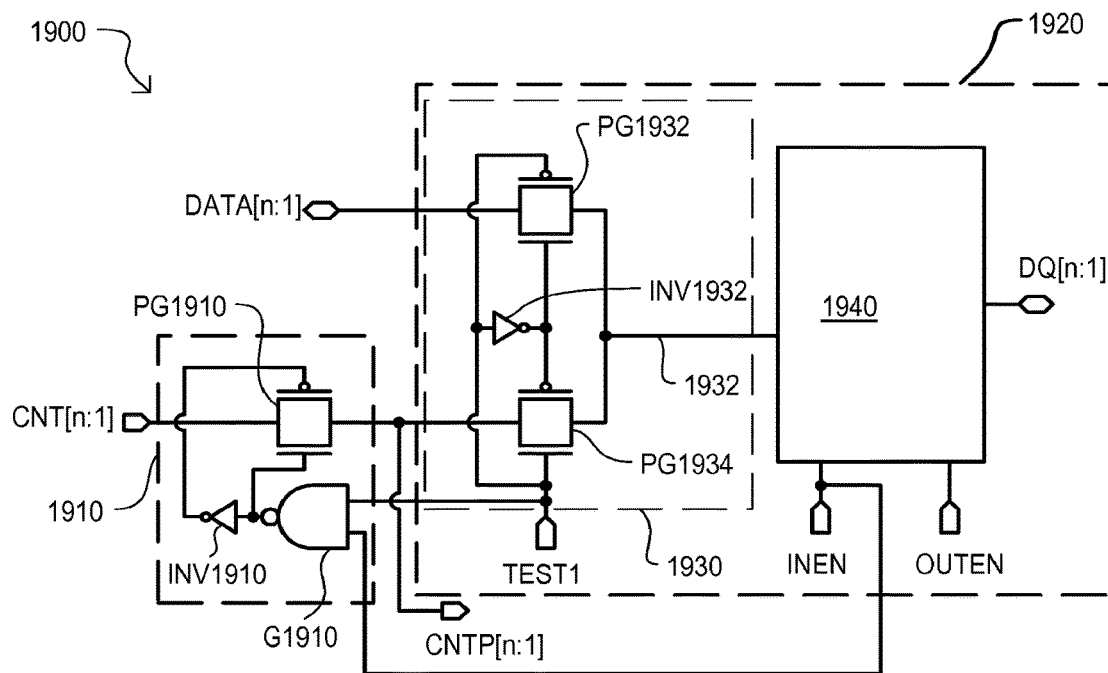 1900
1920
PG1932
DATA[n:1]
DQ[n:1]
PG1910
INV1932
1940
1932
CNT[n:1]
PG1934
1910
INV1910
TEST1
1930
INEN
OUTEN
G1910
CNTP[n:1]